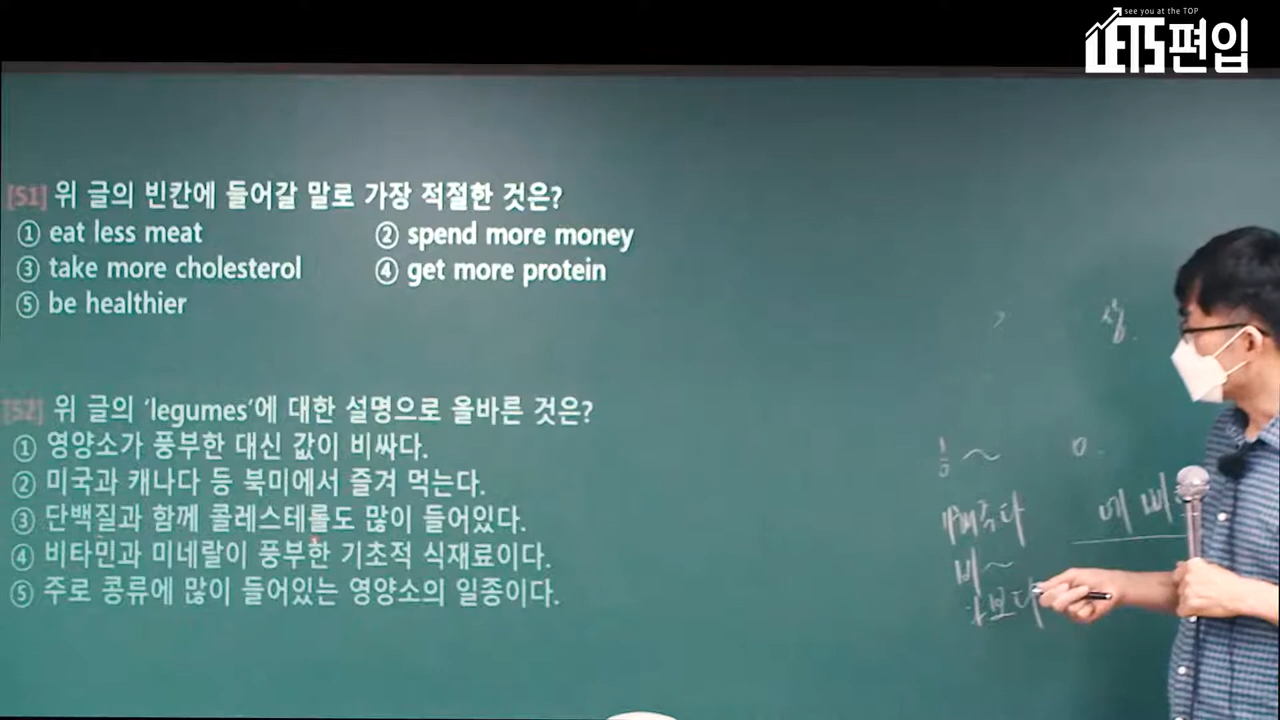 see you at the TOP
LETS편입
[51] 위 글의 빈칸에 들어갈 말로 가장 적절한 것은?
① eat less meat
② spend more money
③ take more cholesterol
④ get more protein
⑤ be healthier
[52] 위 글의 ‘legumes’에 대한 설명으로 올바른 것은?
① 영양소가 풍부한 대신 값이 비싸다.
② 미국과 캐나다 등 북미에서 즐겨 먹는다.
③ 단백질과 함께 콜레스테롤도 많이 들어있다.
④ 비타민과 미네랄이 풍부한 기초적 식재료이다.
⑤ 주로 콩류에 많이 들어있는 영양소의 일종이다.